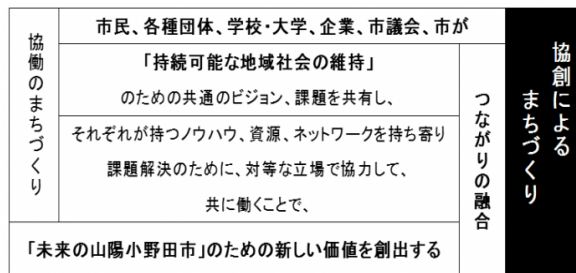 市民、各種団体、学校・大学、企業、市議会、市が
協働のまちづくり
「持続可能な地域社会の維持」
のための共通のビジョン、課題を共有し、
それぞれが持つノウハウ、資源、ネットワークを持ち寄り
課題解決のために、対等な立場で協力して、
共に働くことで、
「未来の山陽小野田市」のための新しい価値を創出する
つながりの融合
協創による
まちづくり